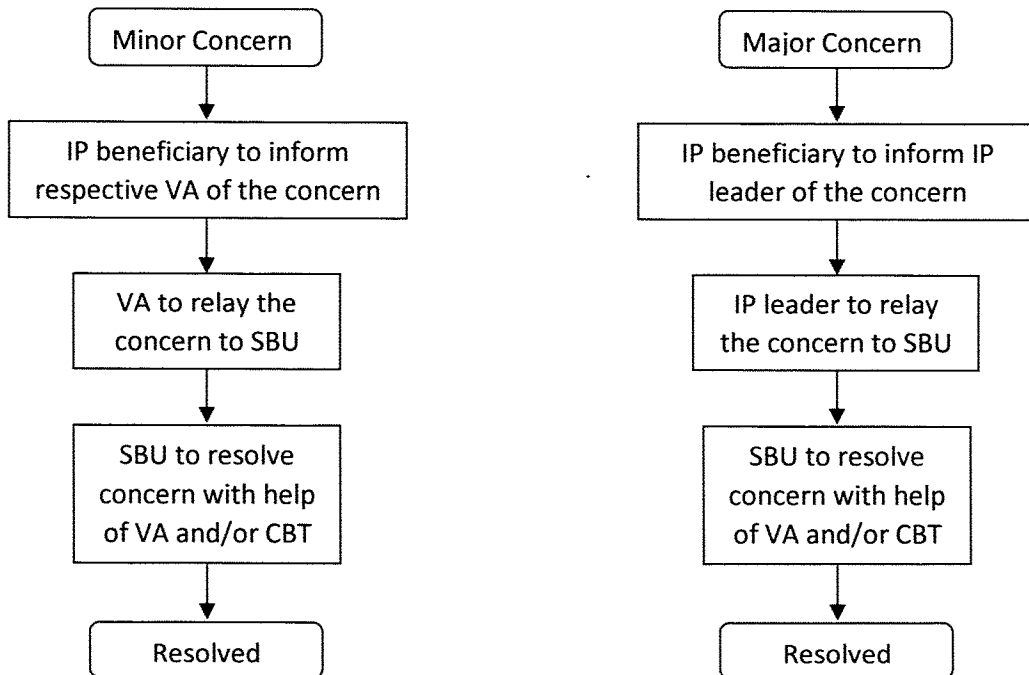 Minor Concern
IP beneficiary to inform
respective VA of the concern
VA to relay the
concern to SBU
SBU to resolve
concern with help
of VA and/or CBT
Resolved
Major Concern
IP beneficiary to inform IP
leader of the concern
IP leader to relay
the concern to SBU
SBU to resolve
concern with help
of VA and/or CBT
Resolved